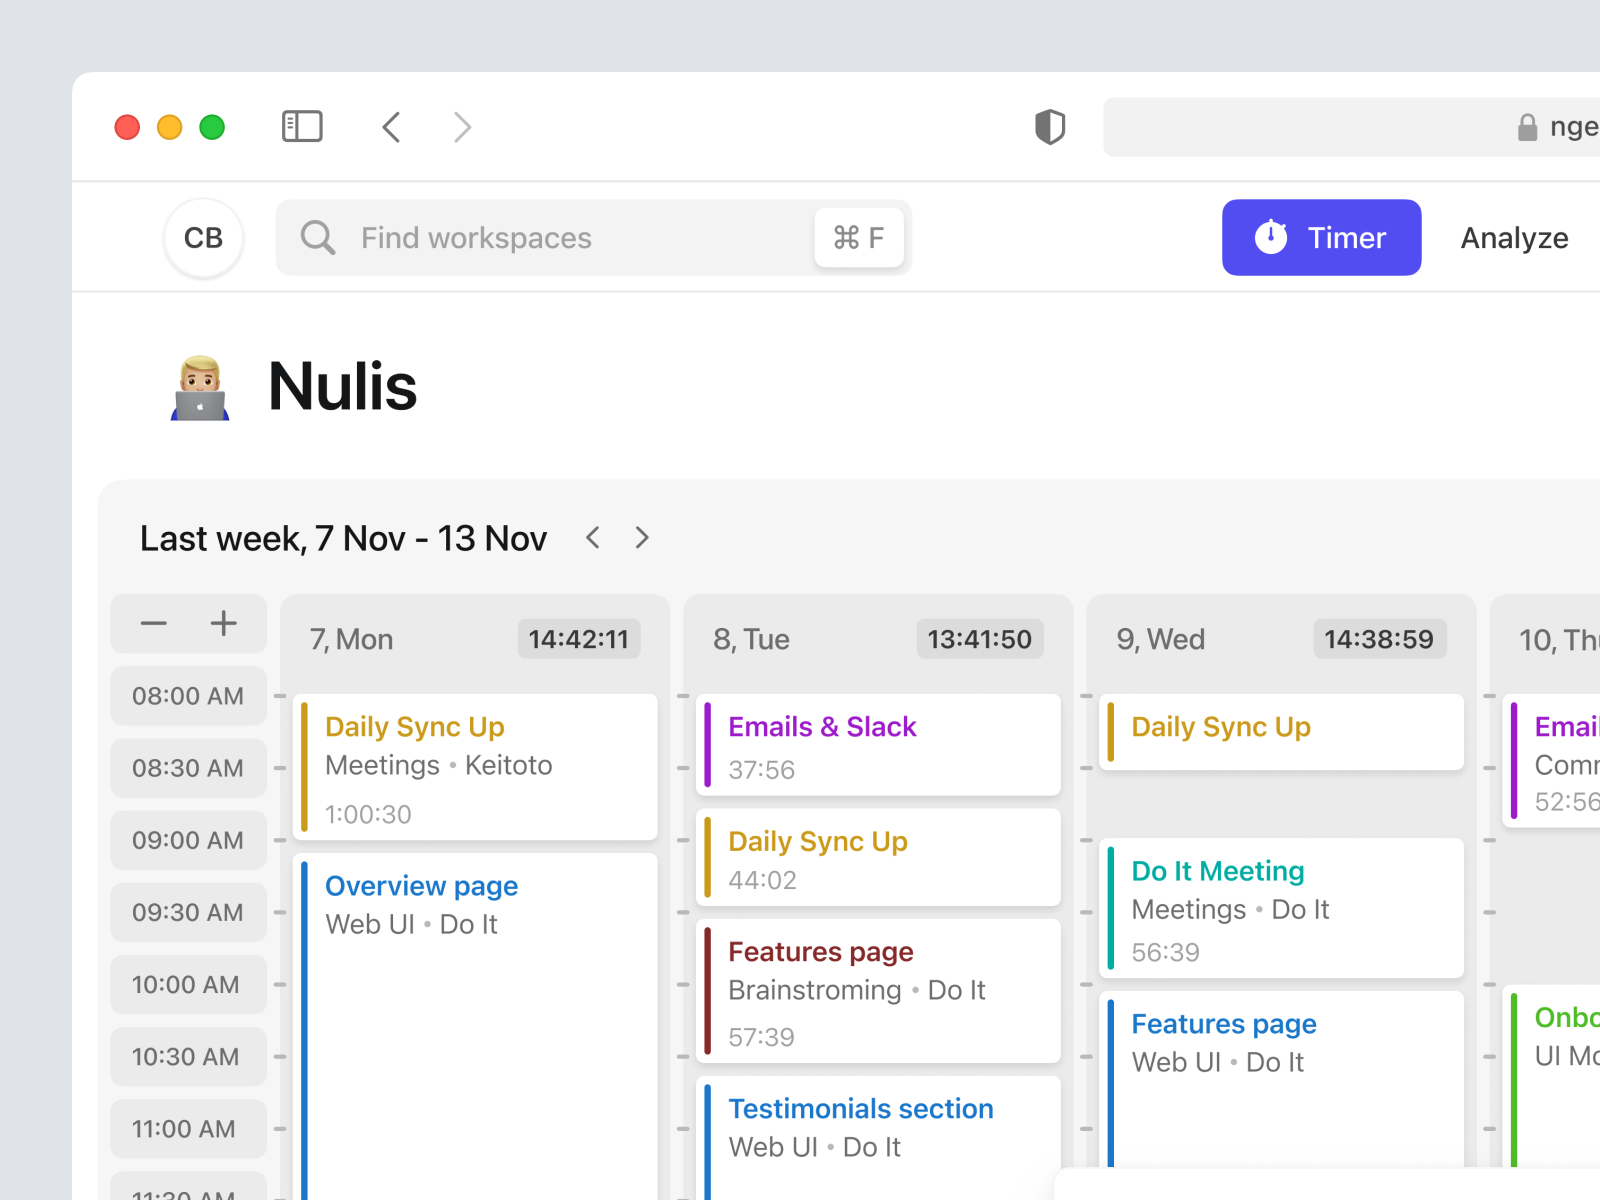 nge
CB
Find workspaces
⌘ F
Timer
Analyze
Nulis
Last week, 7 Nov - 13 Nov
7, Mon
14:42:11
8, Tue
13:41:50
9, Wed
14:38:59
10, Thu
08:00 AM
08:30 AM
09:00 AM
09:30 AM
10:00 AM
10:30 AM
11:00 AM
11:30 AM
Daily Sync Up
Meetings • Keitoto
1:00:30
Overview page
Web UI • Do It
Emails & Slack
37:56
Daily Sync Up
44:02
Features page
Brainstroming • Do It
57:39
Testimonials section
Web UI • Do It
Daily Sync Up
Do It Meeting
Meetings • Do It
56:39
Features page
Web UI • Do It
Email
Comm
52:56
Onbo
UI Mo